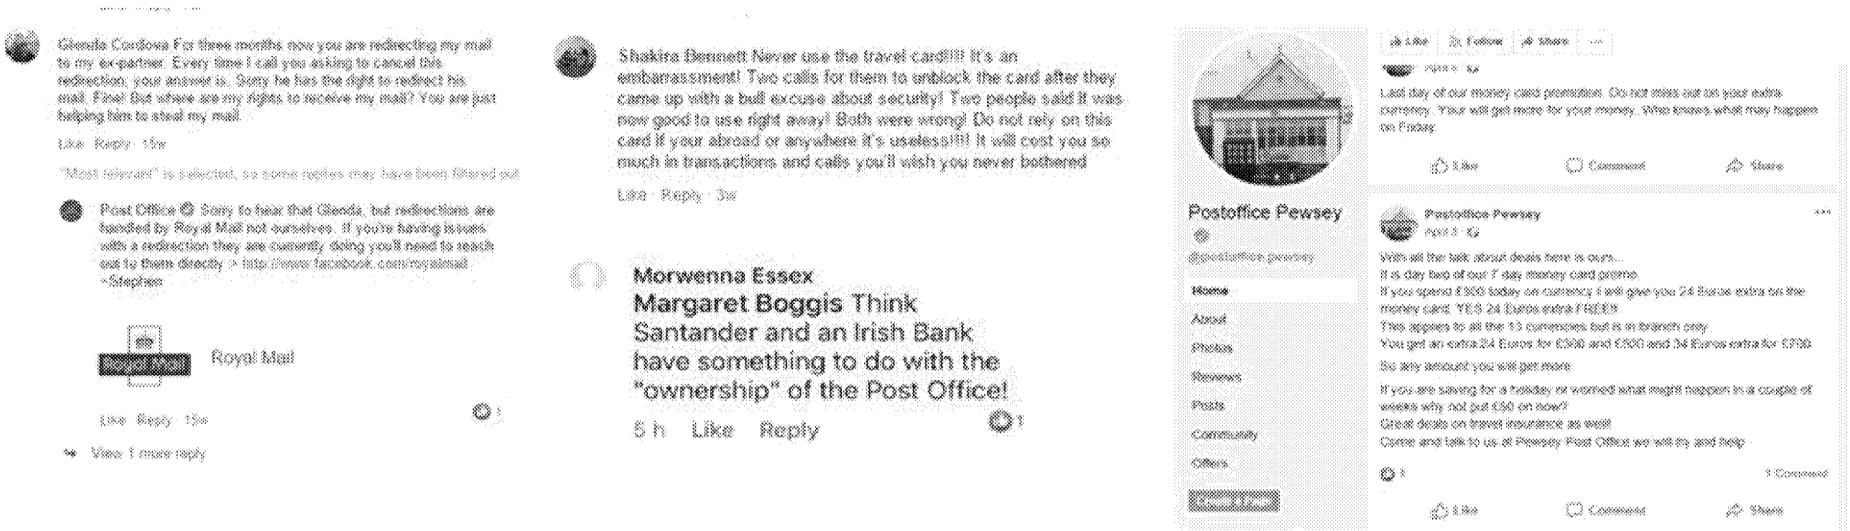 Glenda Cordova For three months now you are redirecting my mail
to my ex-partner. Every time I call you asking to cancel this
redirection, your answer is. Sorry he has the right to redirect his
mail. Fine! But where are my rights to receive my mail? You are just
helping him to steal my mail.
Like Reply 15w
"Most relevant" is selected, so some replies may have been filtered out
Post Office Sorry to hear that Glenda, but redirections are
handled by Royal Mail not ourselves. If you're having issues
with a redirection they are currently doing you'll need to reach
out to them directly > http://www.facebook.com/royalmail
~Stephen
Royal Mail
Royal Mail
Like Reply 15w
1
View 1 more reply
Shakira Bennett Never use the travel card!!!! It's an
embarrassment! Two calls for them to unblock the card after they
came up with a bull excuse about security! Two people said it was
now good to use right away! Both were wrong! Do not rely on this
card if your abroad or anywhere it's useless!!!!! It will cost you so
much in transactions and calls you'll wish you never bothered
Like · Reply · 3w
Morwenna Essex
Margaret Boggis Think
Santander and an Irish Bank
have something to do with the
"ownership" of the Post Office!
5 h Like Reply
1
Postoffice Pewsey
@postoffice.pewsey
Home
About
Photos
Reviews
Posts
Community
Offers
Create a Page
Like Follow Share ...
Last day of our money card promotion. Do not miss out on your extra
currency. Your will get more for your money. Who knows what may happen
on Friday.
Like Comment Share
Postoffice Pewsey
April 3
With all the talk about deals here is ours...
It is day two of our 7 day money card promo.
If you spend £300 today on currency I will give you 24 Euros extra on the
money card. YES 24 Euros extra FREE!!
This applies to all the 13 currencies but is in branch only
You get an extra 24 Euros for £300 and £500 and 34 Euros extra for £700
So any amount you will get more.
If you are saving for a holiday or worried what might happen in a couple of
weeks why not put £50 on now?
Great deals on travel insurance as well!
Come and talk to us at Pewsey Post Office we will try and help
3
1 Comment
Like Comment Share